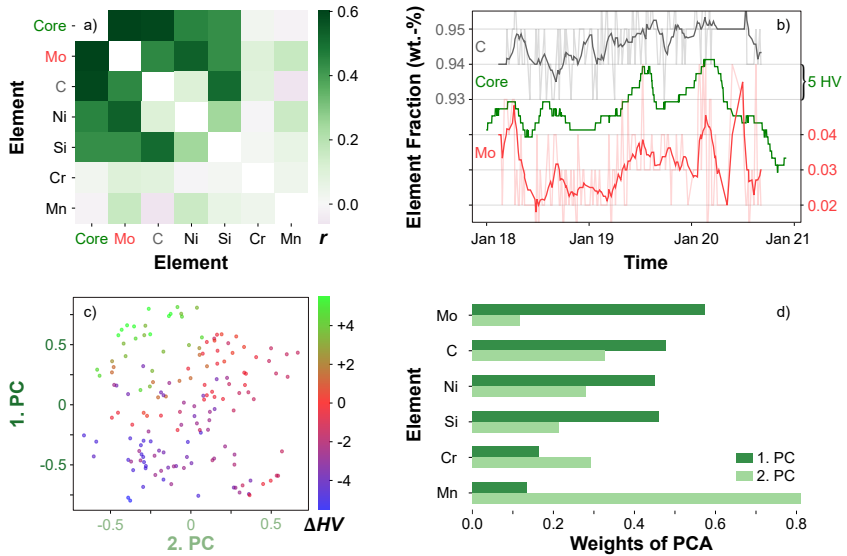 a)
Core
Mo
C
Ni
Si
Cr
Mn
Element
Core Mo C Ni Si Cr Mn
Element
0.6
0.4
0.2
0.0
r
b)
Element Fraction (wt.-%)
0.95
0.94
0.93
C
Core
Mo
5 HV
0.04
0.03
0.02
Jan 18 Jan 19 Jan 20 Jan 21
Time
c)
1. PC
0.5
0
-0.5
-0.5 0 0.5
2. PC
+4
+2
0
-2
-4
ΔHV
d)
Element
Mo
C
Ni
Si
Cr
Mn
1. PC
2. PC
0.0 0.2 0.4 0.6 0.8
Weights of PCA